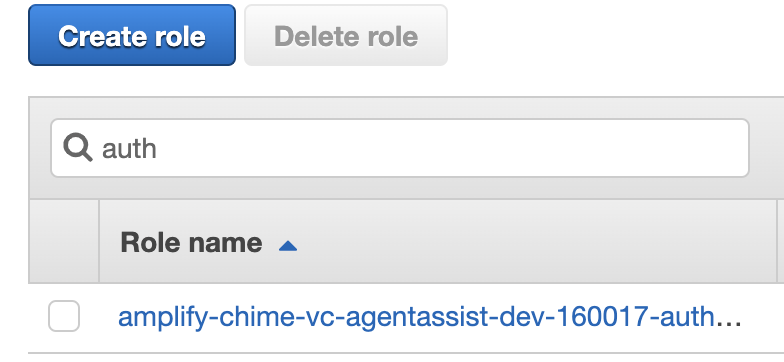 Create role Delete role
auth
Role name
amplify-chime-vc-agentassist-dev-160017-auth...